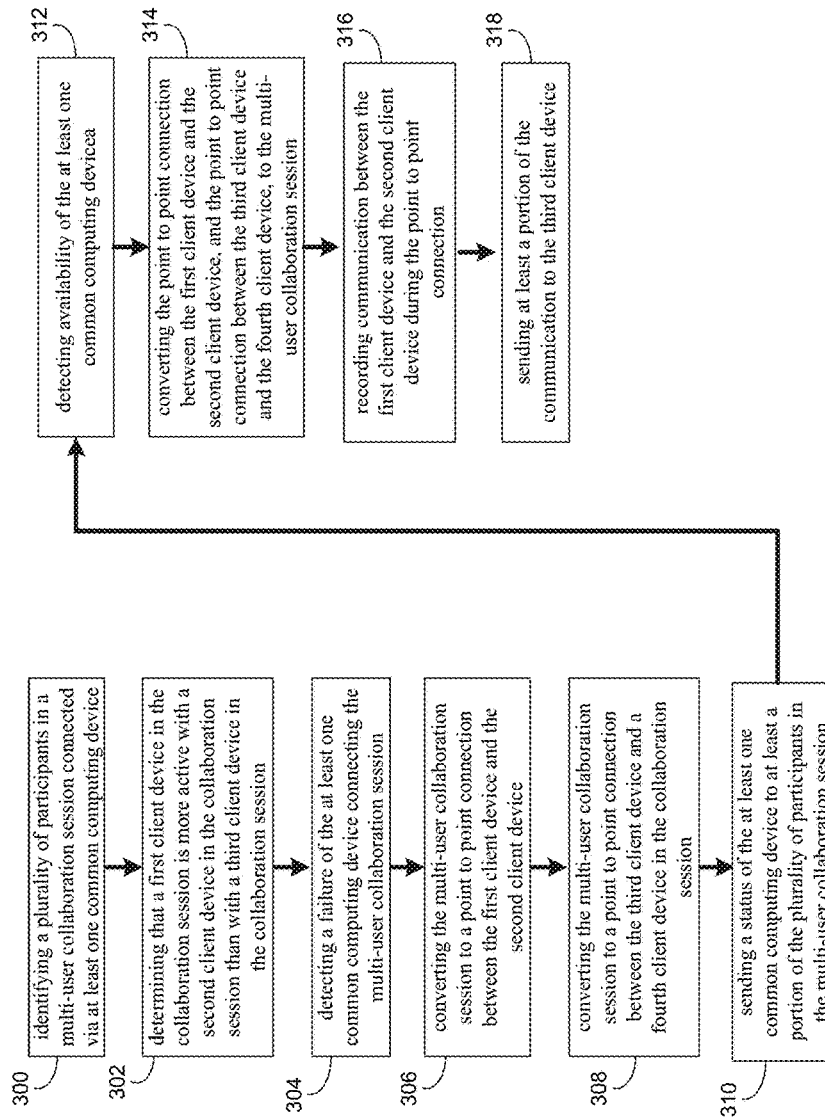 300
identifying a plurality of participants in a
multi-user collaboration session connected
via at least one common computing device
302
determining that a first client device in the
collaboration session is more active with a
second client device in the collaboration
session than with a third client device in
the collaboration session
304
detecting a failure of the at least one
common computing device connecting the
multi-user collaboration session
306
converting the multi-user collaboration
session to a point to point connection
between the first client device and the
second client device
308
converting the multi-user collaboration
session to a point to point connection
between the third client device and a
fourth client device in the collaboration
session
310
sending a status of the at least one
common computing device to at least a
portion of the plurality of participants in
the multi-user collaboration session
312
detecting availability of the at least one
common computing devicea
314
converting the point to point connection
between the first client device and the
second client device, and the point to point
connection between the third client device
and the fourth client device, to the multi-
user collaboration session
316
recording communication between the
first client device and the second client
device during the point to point
connection
318
sending at least a portion of the
communication to the third client device